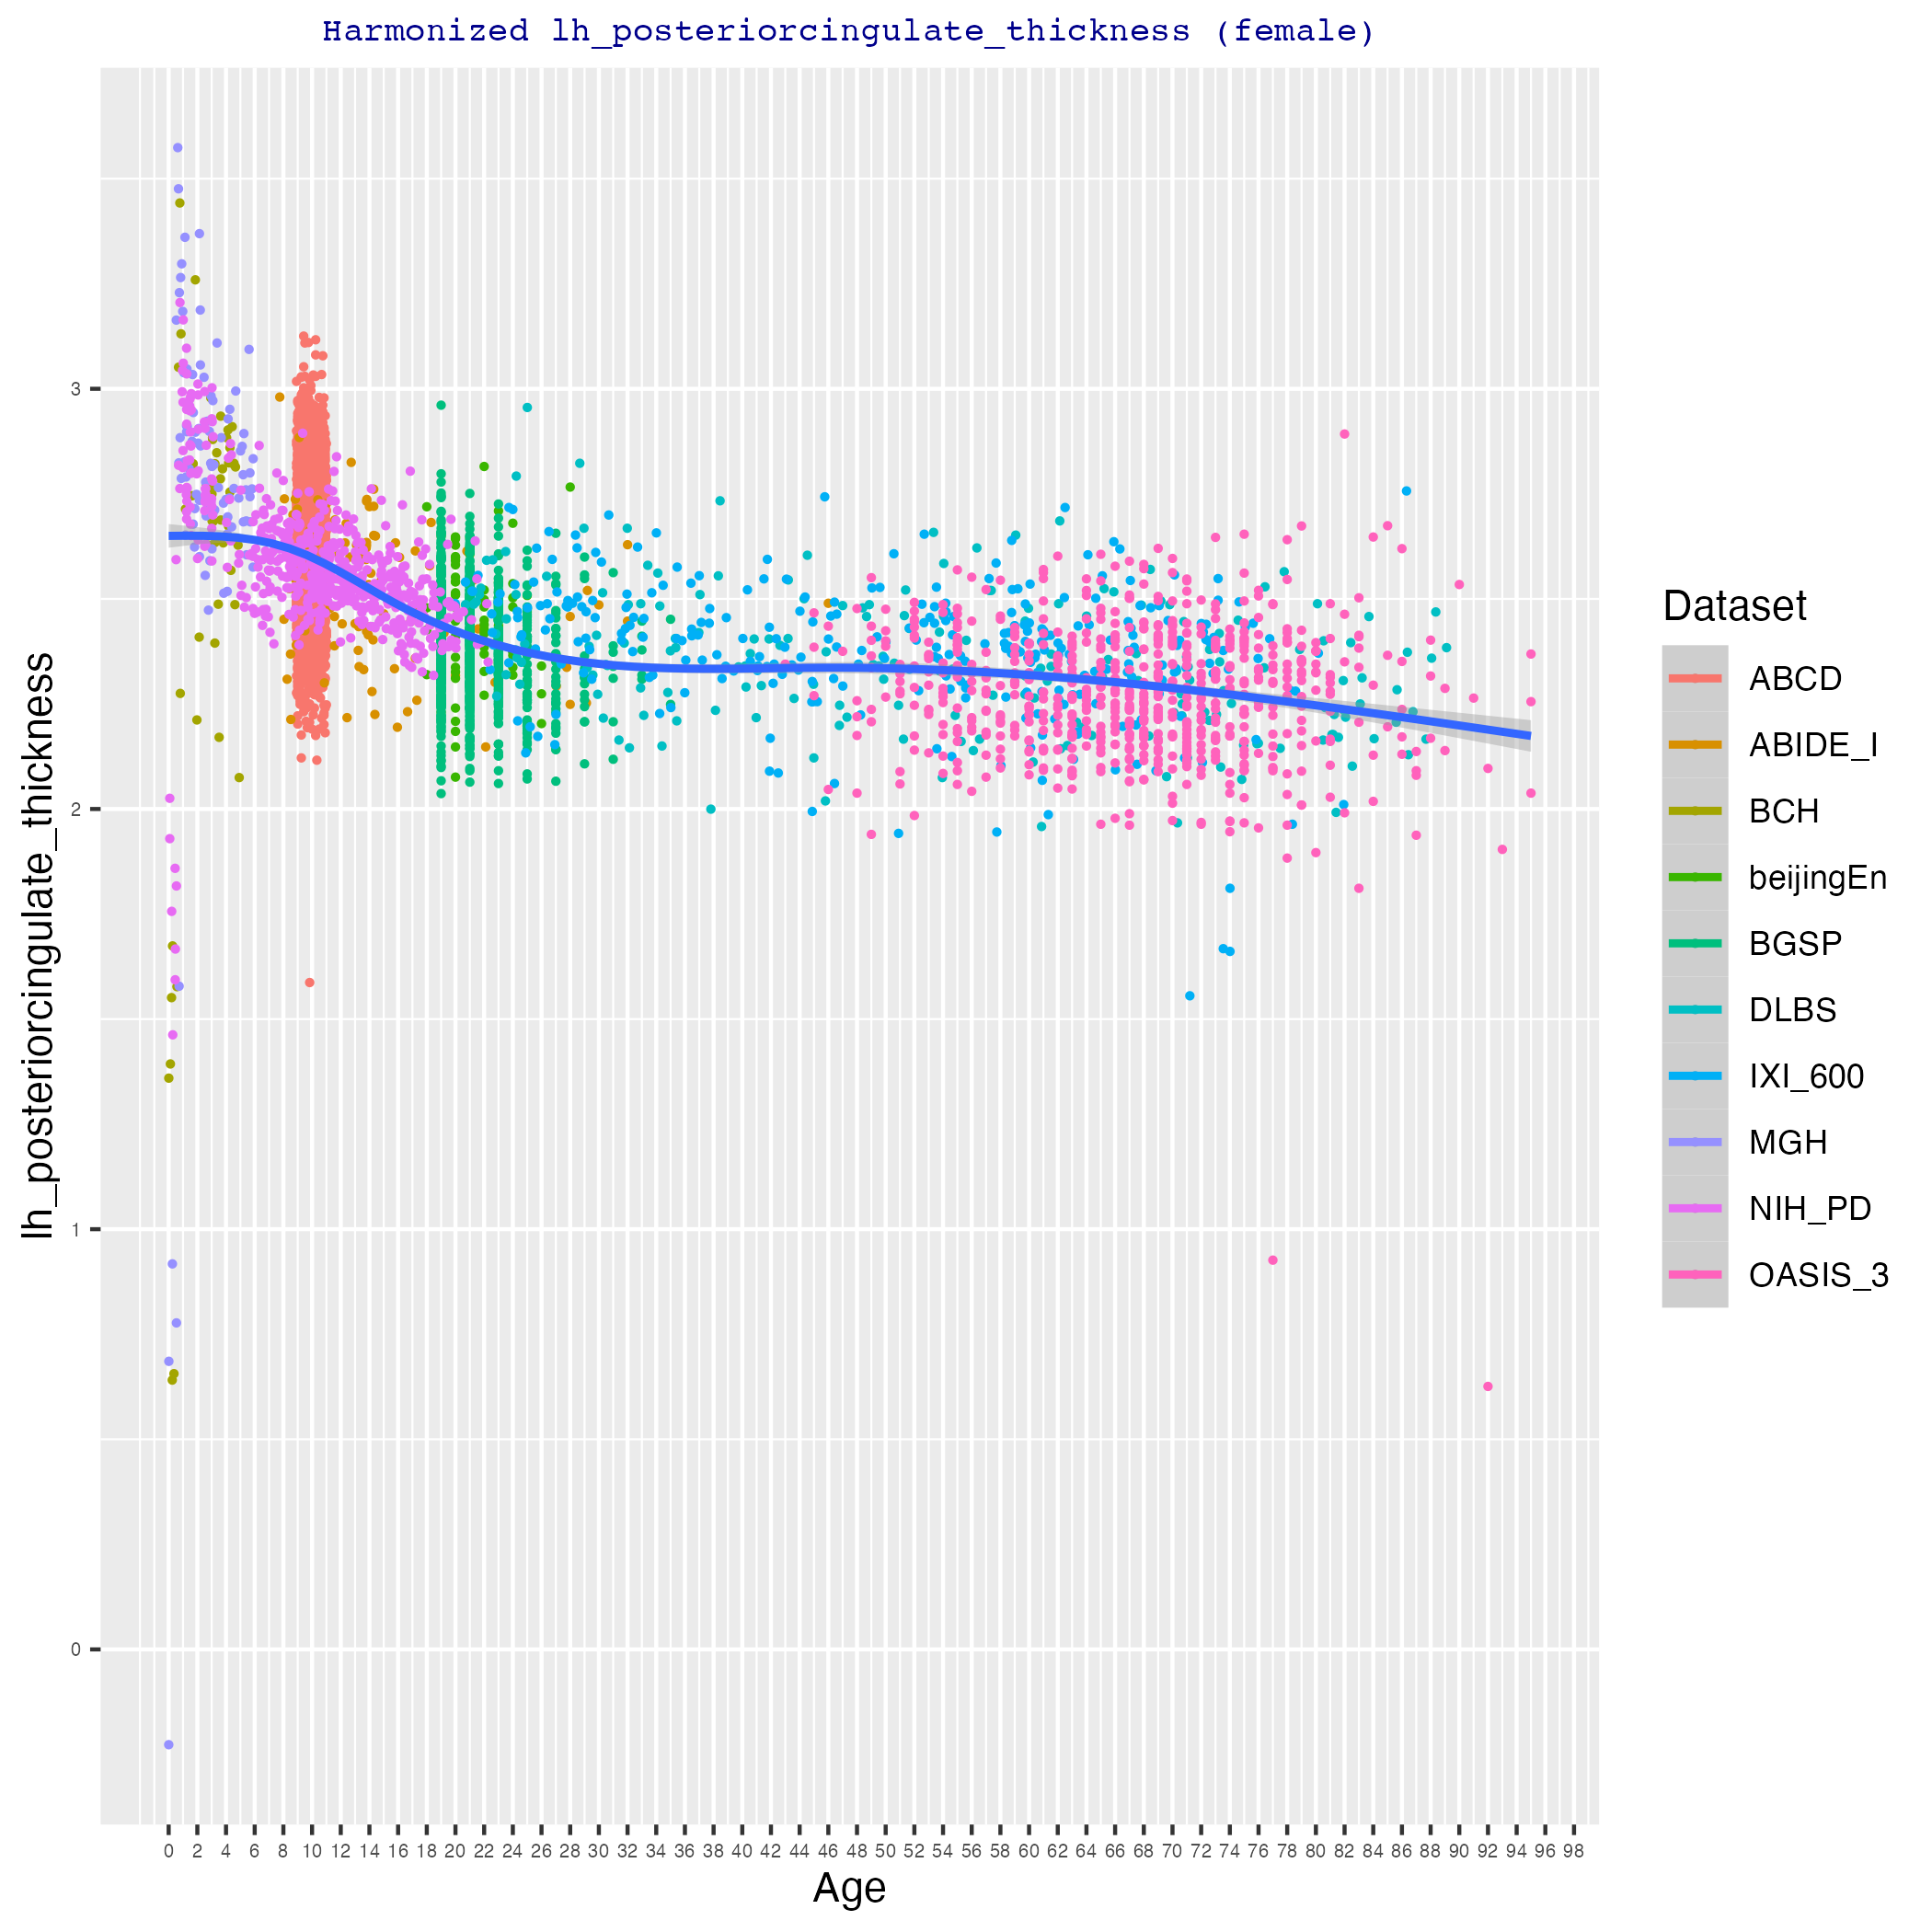 Harmonized lh_posteriorcingulate_thickness (female)
lh_posteriorcingulate_thickness
3
2
1
0
0 2 4 6 8 10 12 14 16 18 20 22 24 26 28 30 32 34 36 38 40 42 44 46 48 50 52 54 56 58 60 62 64 66 68 70 72 74 76 78 80 82 84 86 88 90 92 94 96 98
Age
Dataset
ABCD
ABIDE_I
BCH
beijingEn
BGSP
DLBS
IXI_600
MGH
NIH_PD
OASIS_3